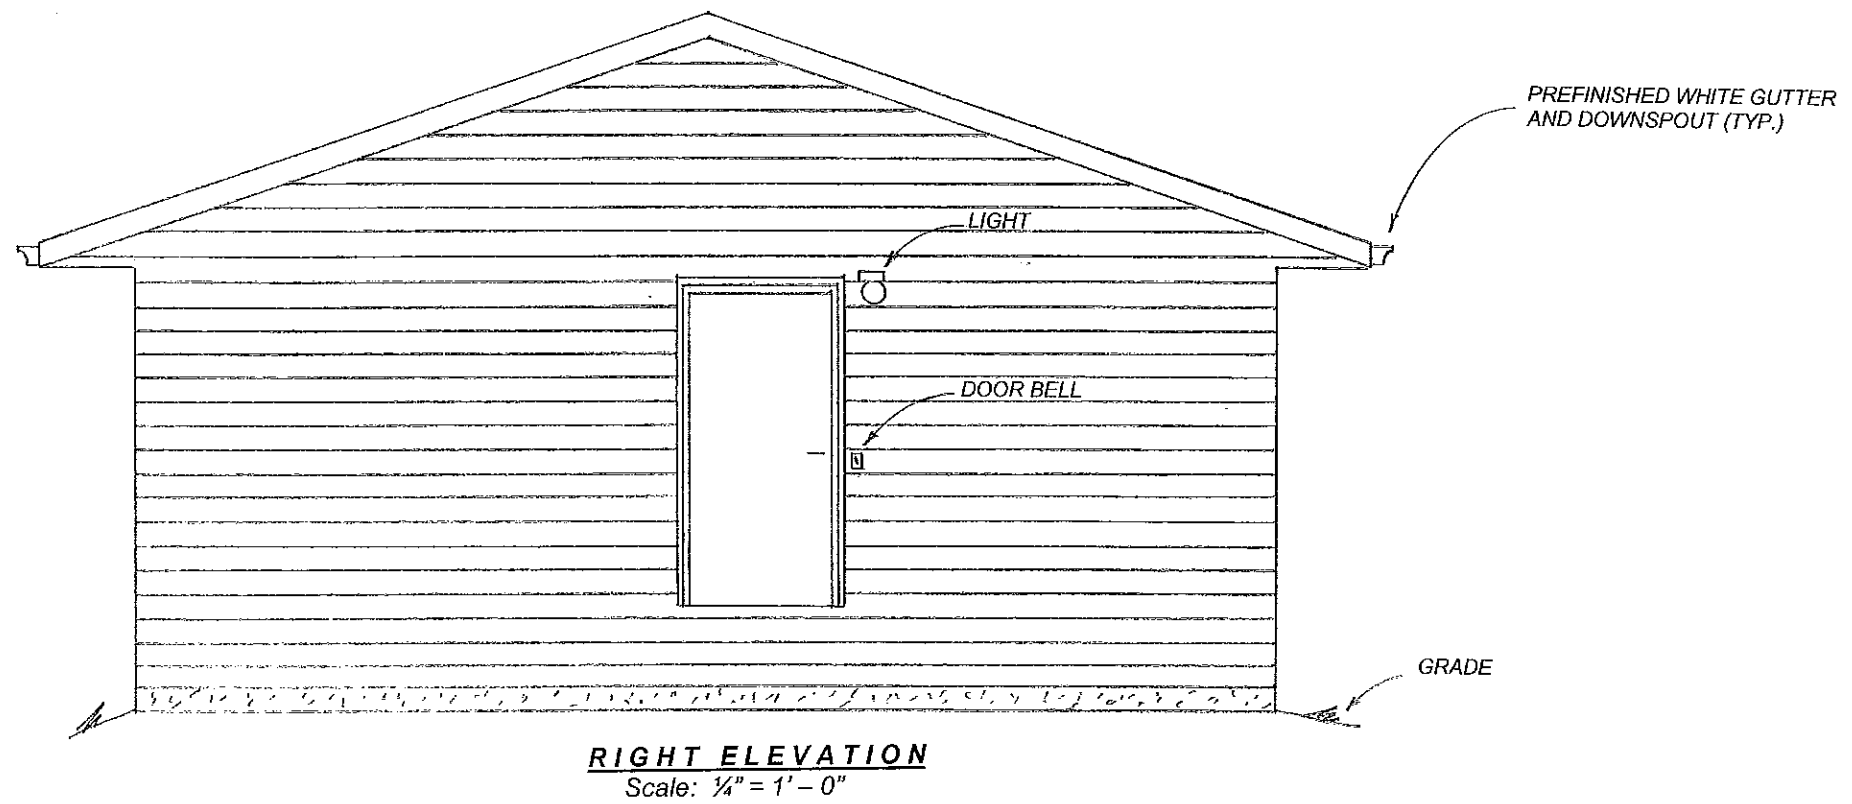 PREFINISHED WHITE GUTTER
AND DOWNSPOUT (TYP.)
LIGHT
DOOR BELL
GRADE
RIGHT ELEVATION
Scale: ¼" = 1' – 0"